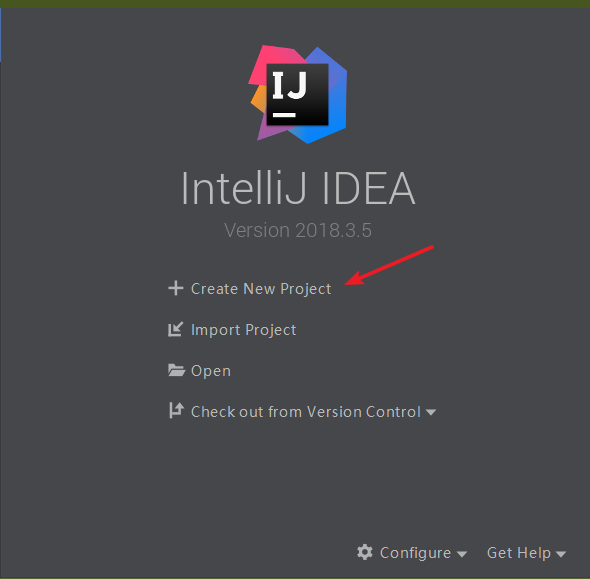 IJ
IntelliJ IDEA
Version 2018.3.5
Create New Project
Import Project
Open
Check out from Version Control
Configure Get Help